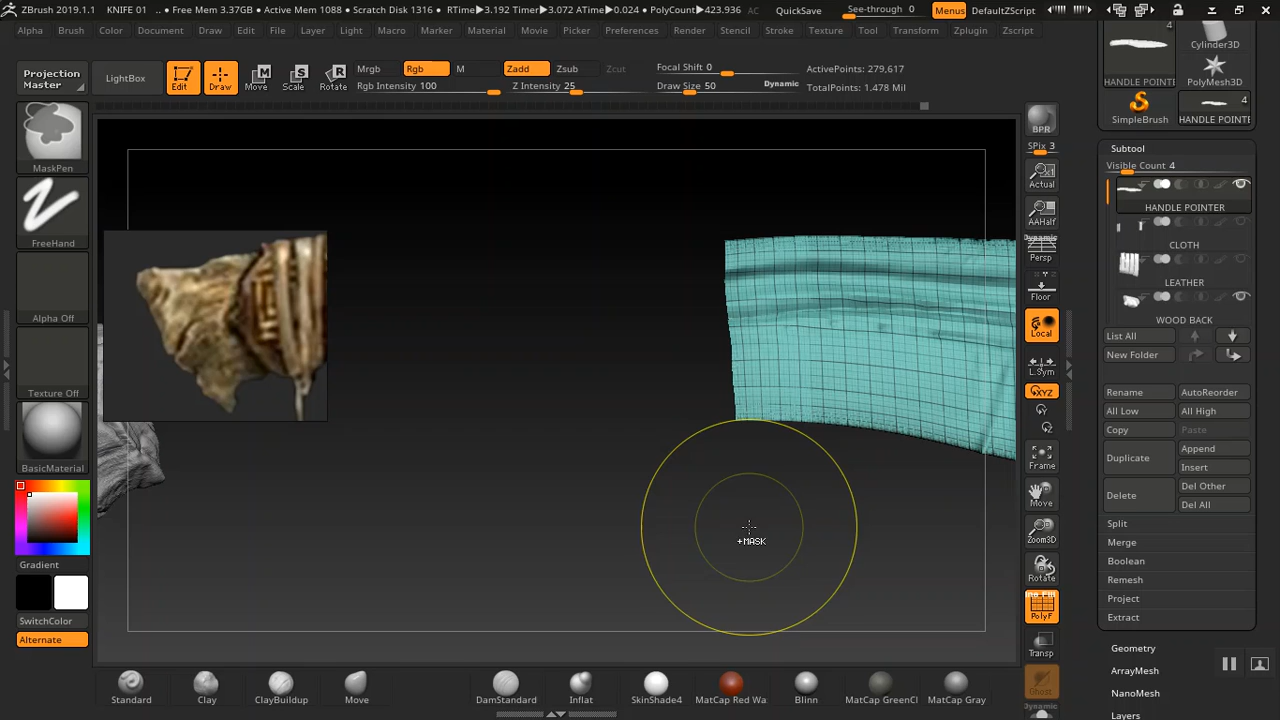 ZBrush 2019.1.1 KNIFE 01 .. • Free Mem 3.37GB • Active Mem 1088 • Scratch Disk 1316 • RTime▶3.192 Timer▶3.072 ATime▶0.024 • PolyCount▶423.936
QuickSave
See-through 0
Menus
DefaultZScript
Alpha Brush Color Document Draw Edit File Layer Light Macro Marker Material Movie Picker Preferences Render Stencil Stroke Texture Tool Transform Zplugin Zscript
Projection
Master
LightBox
Edit
Draw
Move
Scale
Rotate
Mrgb Rgb M
Rgb Intensity 100
Zadd Zsub Zcut
Z Intensity 25
Focal Shift 0
Draw Size 50
Dynamic
ActivePoints: 279,617
TotalPoints: 1.478 Mil
MaskPen
FreeHand
Alpha Off
Texture Off
BasicMaterial
Gradient
SwitchColor
Alternate
+MASK
BPR
SPix 3
Actual
AAHalf
Dynamic
Persp
Floor
Local
L.Sym
XYZ
Y
Z
Frame
Move
Zoom3D
Rotate
Line Fill
PolyF
Transp
Ghost
Dynamic
4
HANDLE POINTER
Cylinder3D
PolyMesh3D
SimpleBrush
4
HANDLE POINTE
Subtool
Visible Count 4
HANDLE POINTER
CLOTH
LEATHER
WOOD BACK
List All
New Folder
Rename AutoReorder
All Low All High
Copy Paste
Duplicate
Append
Insert
Delete
Del Other
Del All
Split
Merge
Boolean
Remesh
Project
Extract
Geometry
ArrayMesh
NanoMesh
Layers
Standard Clay ClayBuildup Move DamStandard Inflat SkinShade4 MatCap Red Wa Blinn MatCap GreenCl MatCap Gray